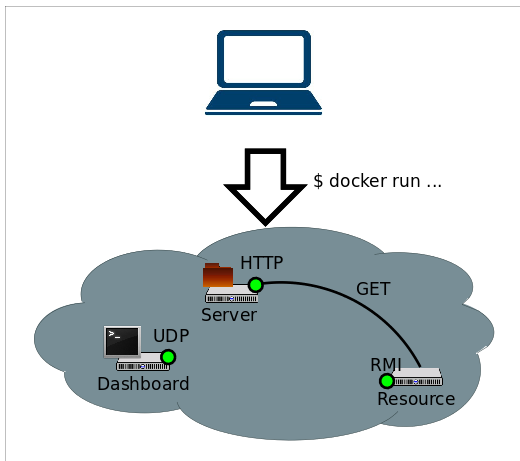 $ docker run ...
HTTP
GET
Server
UDP
>_
Dashboard
RMI
Resource